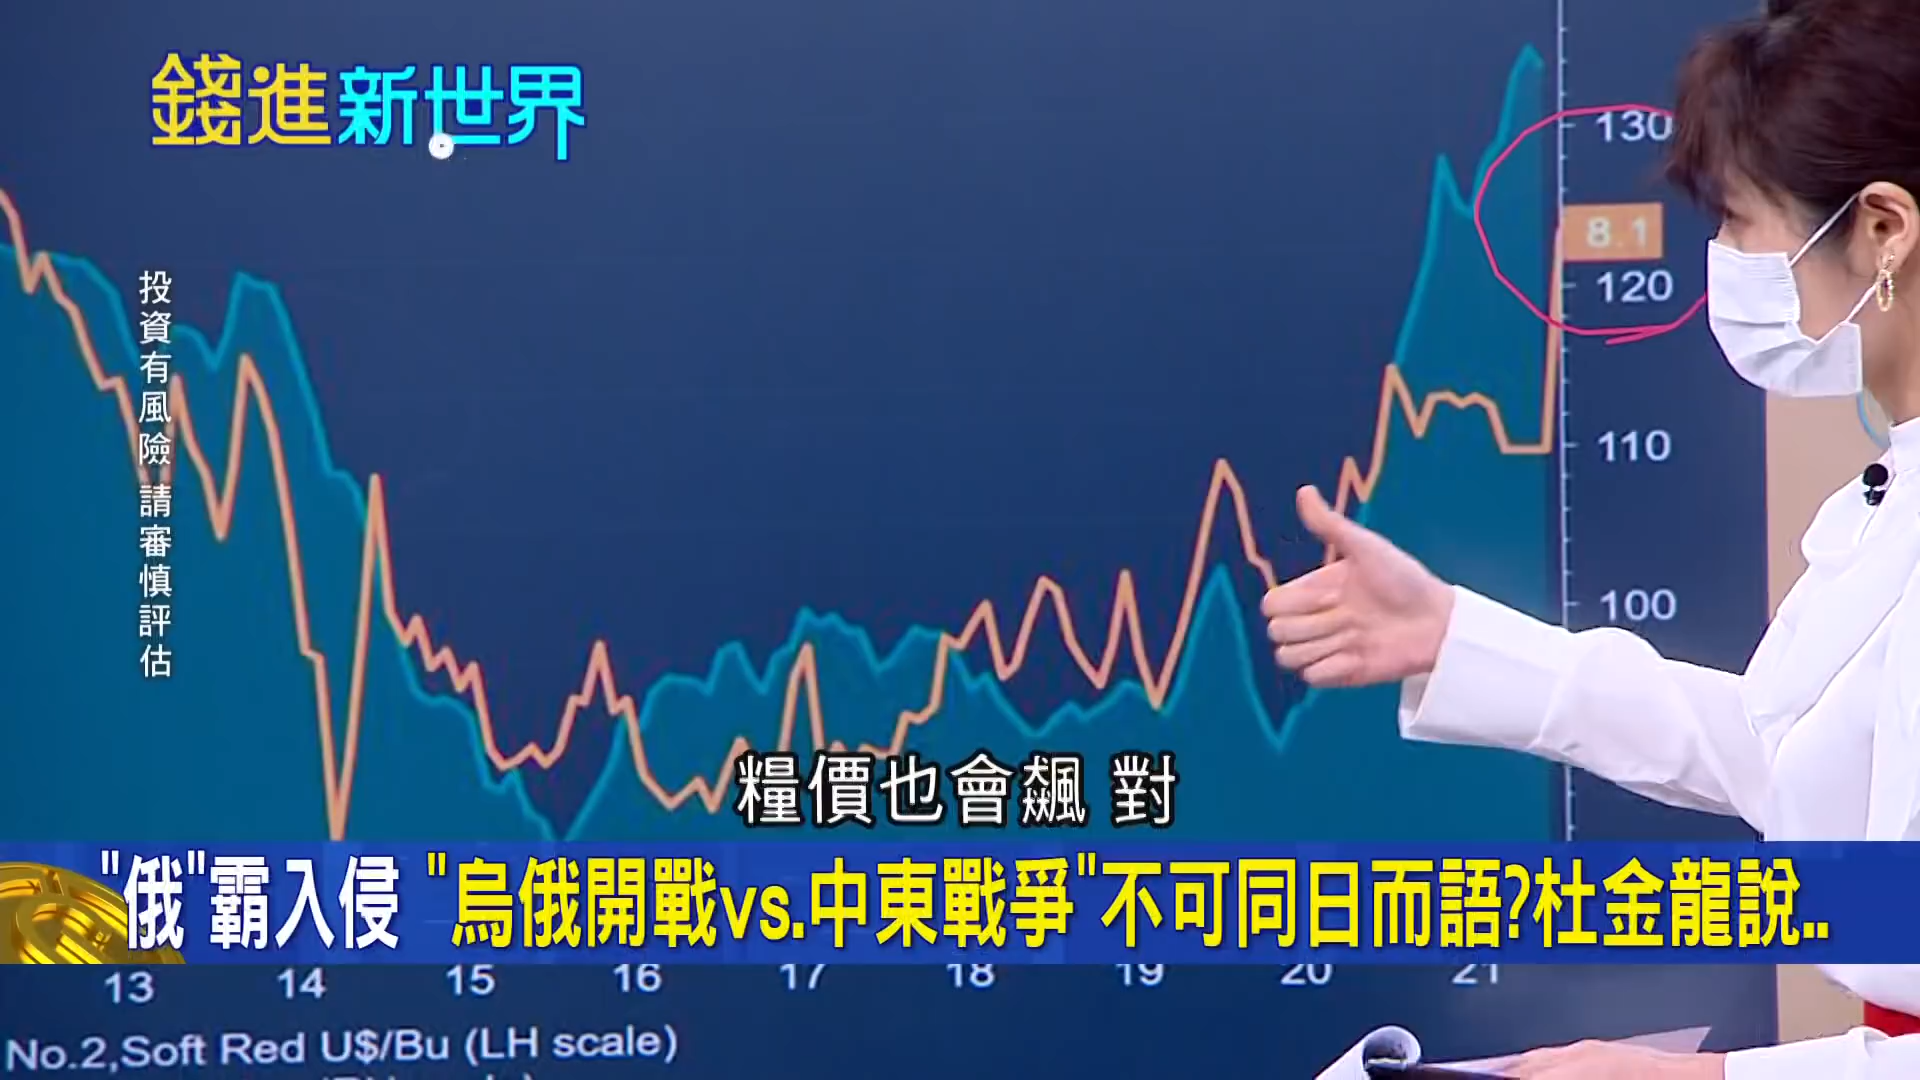 錢進新世界
投資有風險 請審慎評估
130
8.1
120
110
100
糧價也會飆 對
"俄"霸入侵 "烏俄開戰vs.中東戰爭"不可同日而語?杜金龍說..
13 14 15 16 17 18 19 20 21
No.2,Soft Red U$/Bu (LH scale)